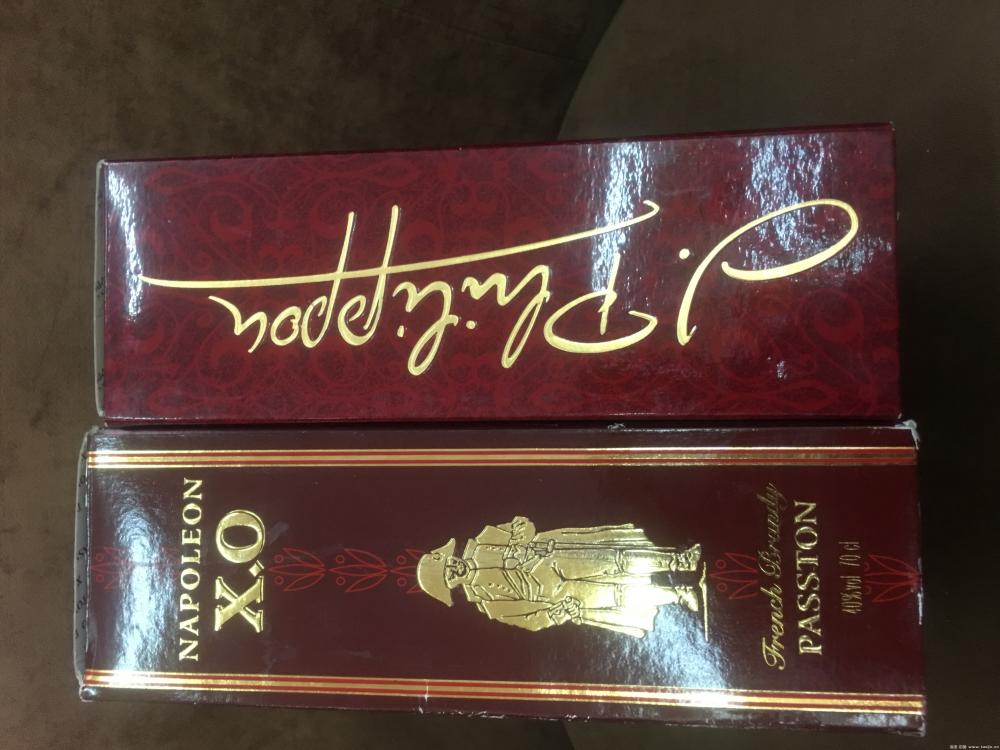 J. Philippon
NAPOLEON
X.O
French Brandy
PASSTON
40%vol 70 cl